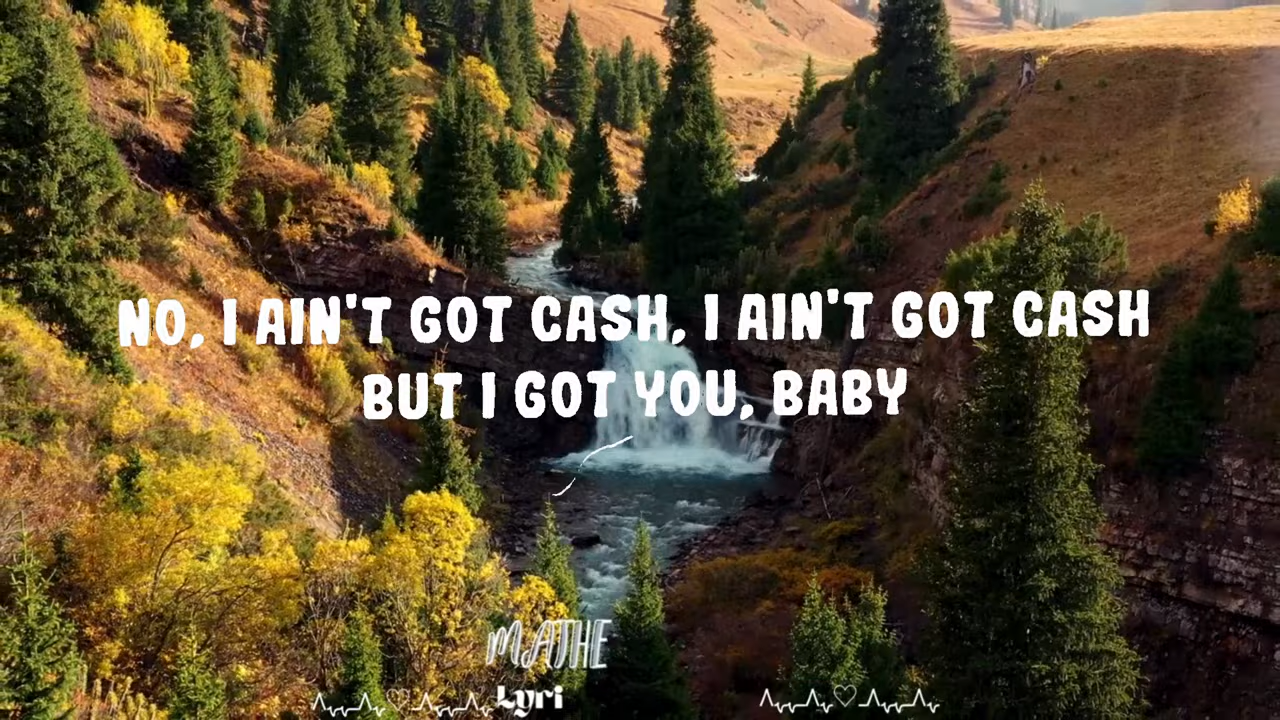 NO, I AIN'T GOT CASH, I AIN'T GOT CASH
BUT I GOT YOU, BABY
MATHE
Lyri